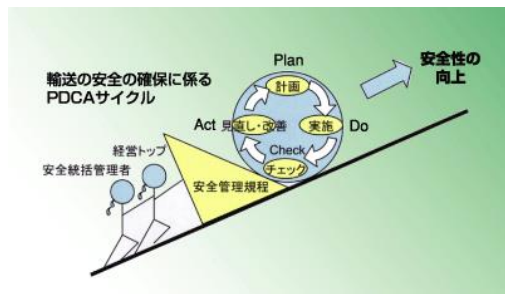 輸送の安全の確保に係る
PDCAサイクル
Plan
計画
安全性の
向上
Act
見直し・改善
実施
Do
Check
チェック
経営トップ
安全統括管理者
安全管理規程